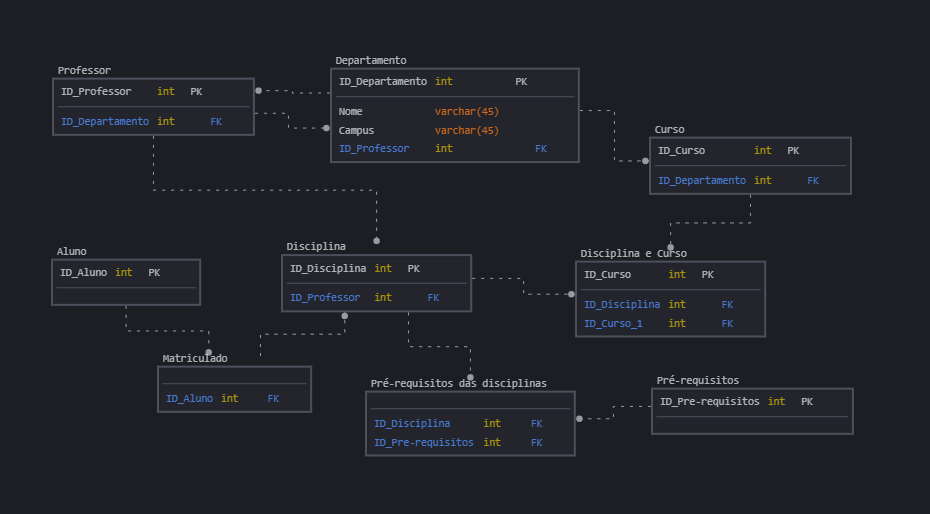 Professor
ID_Professor int PK
ID_Departamento int FK
Departamento
ID_Departamento int PK
Nome varchar(45)
Campus varchar(45)
ID_Professor int FK
Curso
ID_Curso int PK
ID_Departamento int FK
Aluno
ID_Aluno int PK
Disciplina
ID_Disciplina int PK
ID_Professor int FK
Disciplina e Curso
ID_Curso int PK
ID_Disciplina int FK
ID_Curso_1 int FK
Matriculado
ID_Aluno int FK
Pré-requisitos das disciplinas
ID_Disciplina int FK
ID_Pre-requisitos int FK
Pré-requisitos
ID_Pre-requisitos int PK